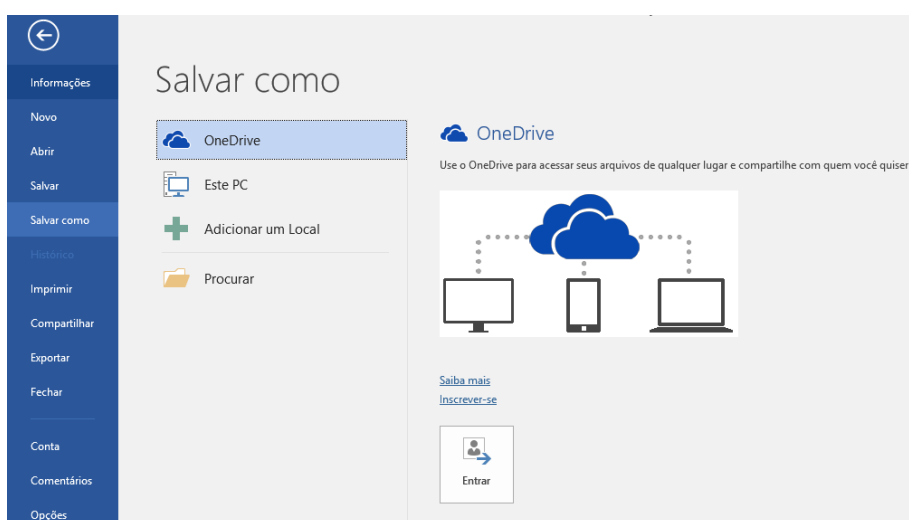 Informações
Novo
Abrir
Salvar
Salvar como
Histórico
Imprimir
Compartilhar
Exportar
Fechar
Conta
Comentários
Opções
Salvar como
OneDrive
Este PC
Adicionar um Local
Procurar
OneDrive
Use o OneDrive para acessar seus arquivos de qualquer lugar e compartilhe com quem você quiser
Saiba mais
Inscrever-se
Entrar